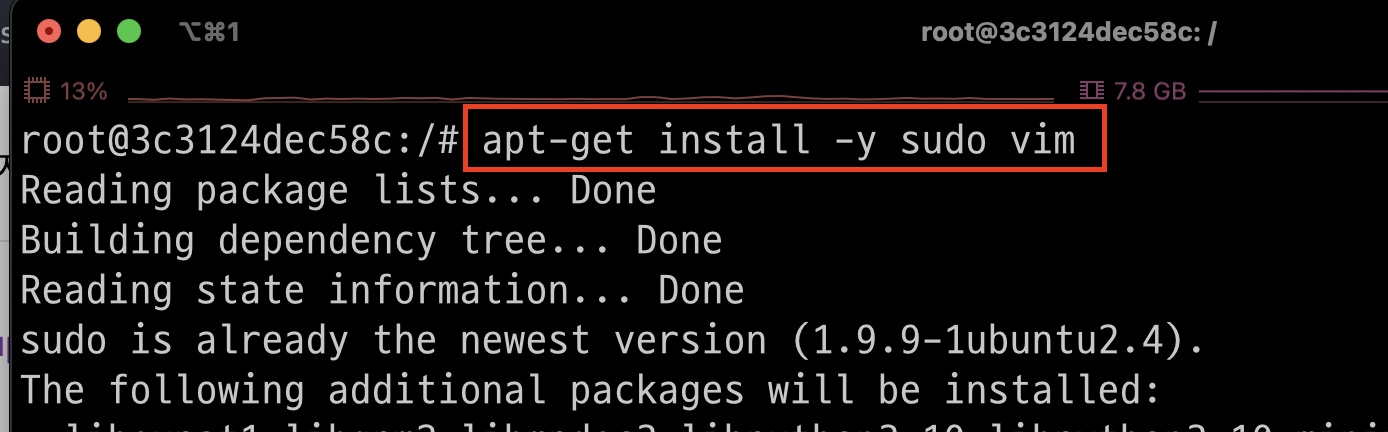 ⌥⌘1
root@3c3124dec58c: /
13%
7.8 GB
root@3c3124dec58c:/# apt-get install -y sudo vim
Reading package lists... Done
Building dependency tree... Done
Reading state information... Done
sudo is already the newest version (1.9.9-1ubuntu2.4).
The following additional packages will be installed: